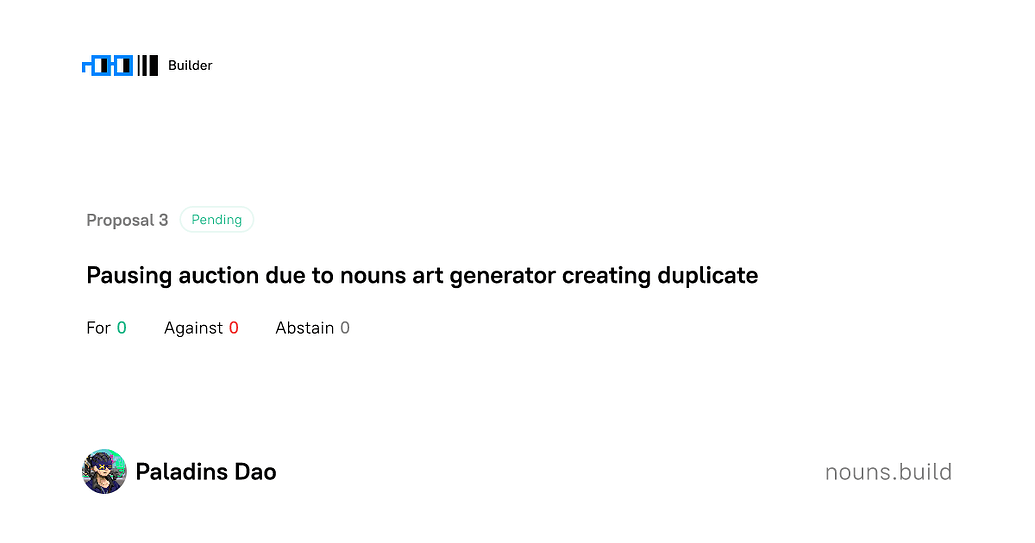 Builder
Proposal 3 Pending
Pausing auction due to nouns art generator creating duplicate
For 0 Against 0 Abstain 0
Paladins Dao nouns.build